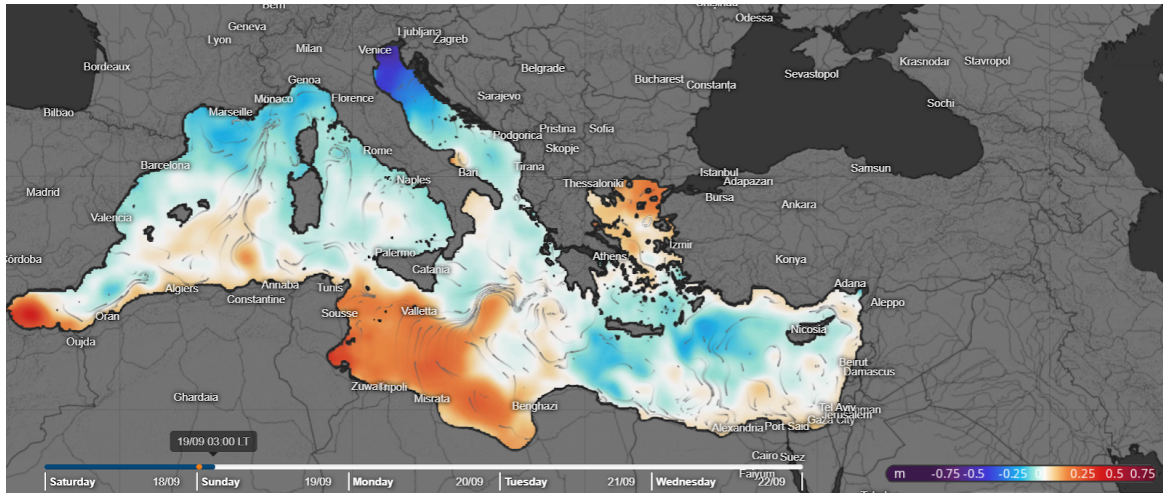 Bern
Geneva
Lyon
Milan
Venice
Ljubljana
Zagreb
Odessa
Bordeaux
Belgrade
Bucharest
Constanța
Sevastopol
Krasnodar
Stavropol
Genoa
Monaco
Florence
Sarajevo
Sochi
Bilbao
Marseille
Podgorica
Pristina
Sofia
Skopje
Barcelona
Rome
Bari
Tirana
Samsun
Madrid
Naples
Thessaloniki
Istanbul
Adapazarı
Bursa
Ankara
Valencia
Córdoba
Palermo
Catania
Athens
Izmir
Konya
Algiers
Annaba
Constantine
Tunis
Adana
Aleppo
Oran
Sousse
Valletta
Nicosia
Oujda
Beirut
Damascus
Ghardaia
Zuwara
Tripoli
Misrata
Benghazi
Tel Aviv
Amman
Jerusalem
Gaza City
Alexandria
Port Said
19/09 03:00 LT
Cairo
Suez
Faiyum
Saturday 18/09
Sunday 19/09
Monday 20/09
Tuesday 21/09
Wednesday 22/09
m -0.75 -0.5 -0.25 0 0.25 0.5 0.75